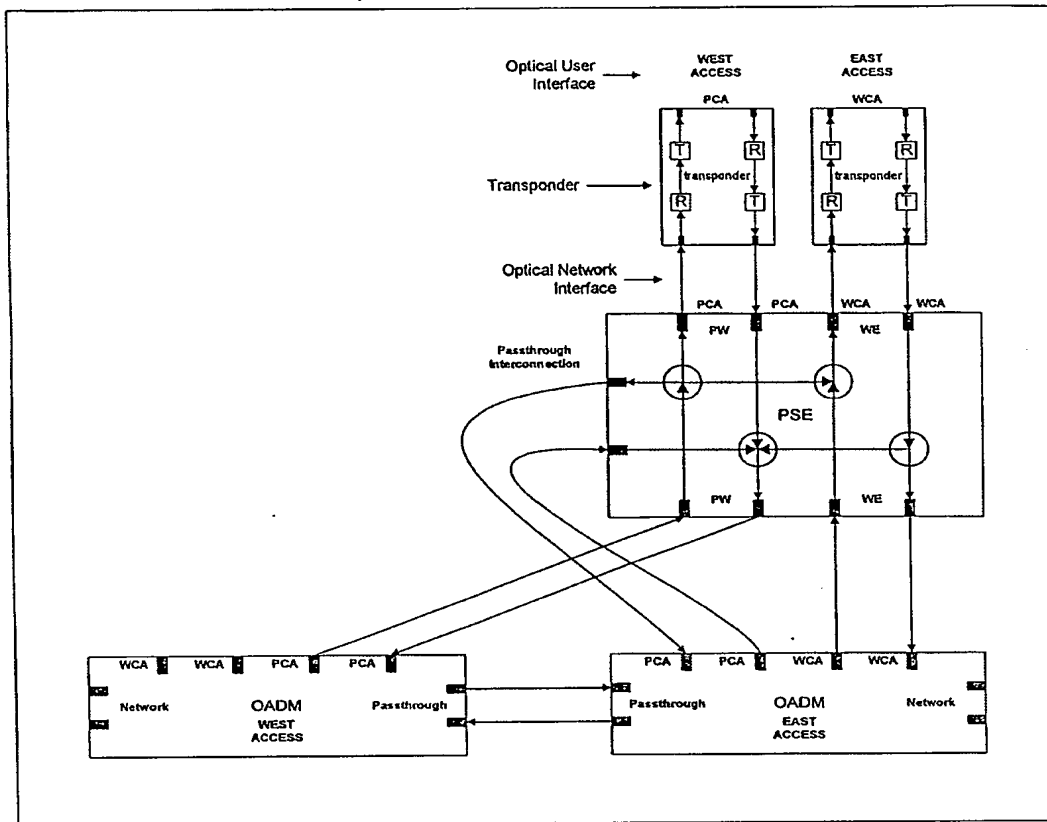 Optical User Interface
WEST ACCESS
EAST ACCESS
PCA
WCA
T
R
T
R
transponder
transponder
Transponder
R
T
R
T
Optical Network Interface
PCA
PCA
WCA
WCA
PW
WE
Passthrough Interconnection
PSE
PW
WE
WCA
WCA
PCA
PCA
PCA
PCA
WCA
WCA
Network
OADM
Passthrough
Passthrough
OADM
Network
WEST ACCESS
EAST ACCESS